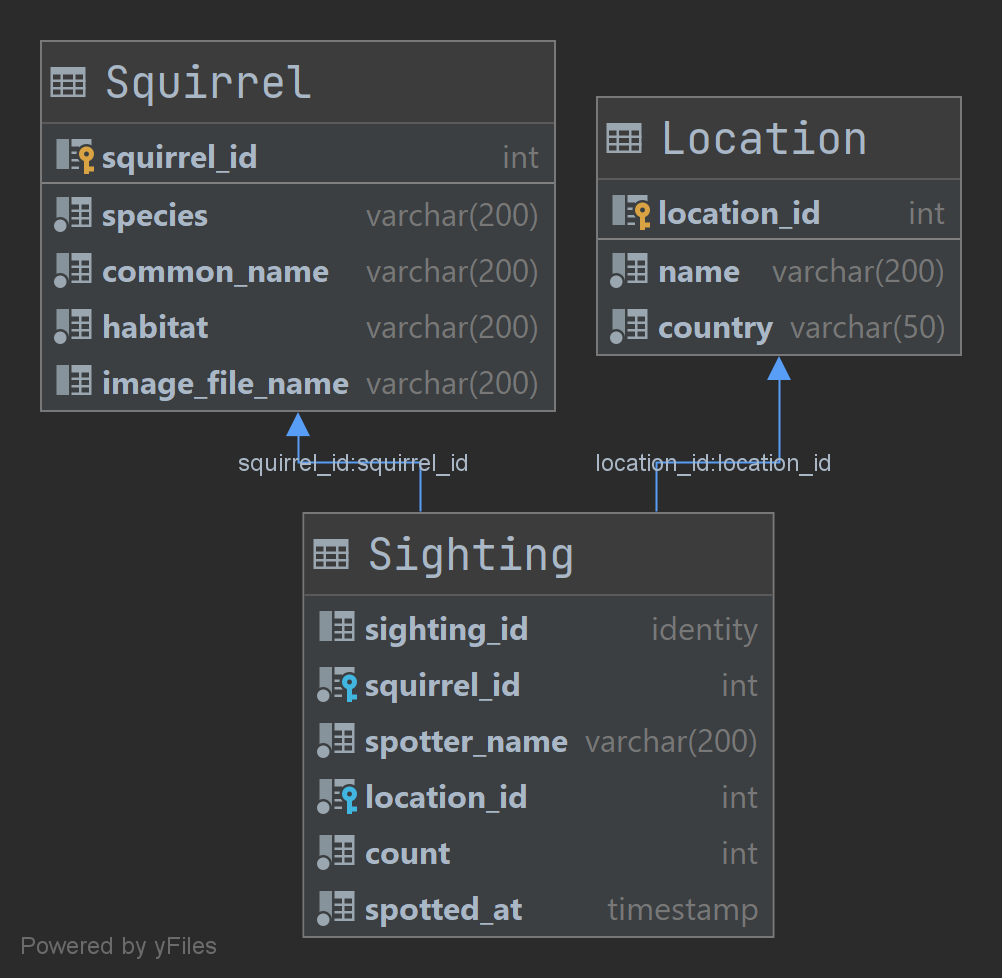 Squirrel
squirrel_id int
species varchar(200)
common_name varchar(200)
habitat varchar(200)
image_file_name varchar(200)
Location
location_id int
name varchar(200)
country varchar(50)
squirrel_id:squirrel_id
location_id:location_id
Sighting
sighting_id identity
squirrel_id int
spotter_name varchar(200)
location_id int
count int
spotted_at timestamp
Powered by yFiles